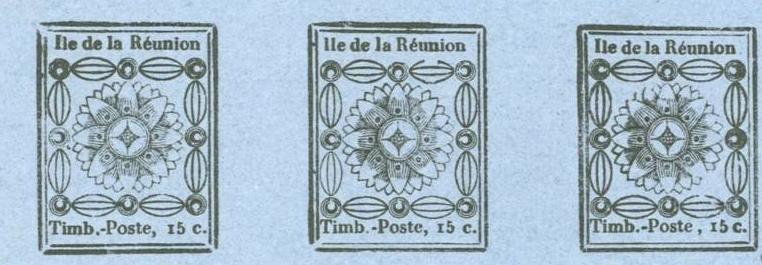 Ile de la Réunion
Timb.-Poste, 15 c.
Ile de la Réunion
Timb.-Poste, 15 c.
Ile de la Réunion
Timb.-Poste, 15 c.